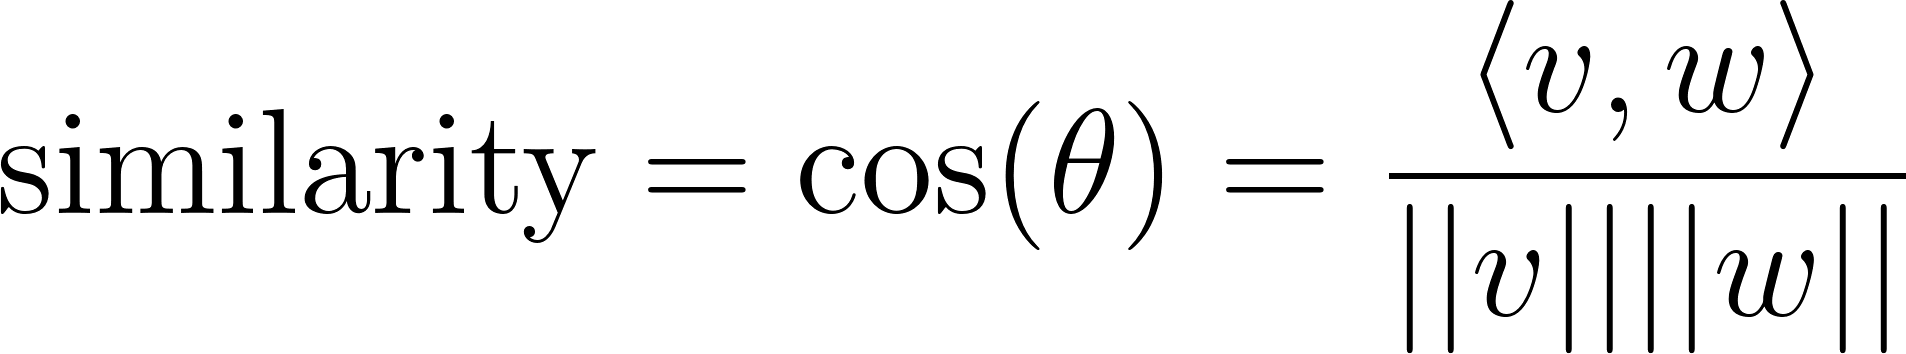 similarity = cos(θ) = ⟨v, w⟩ / ||v||||w||